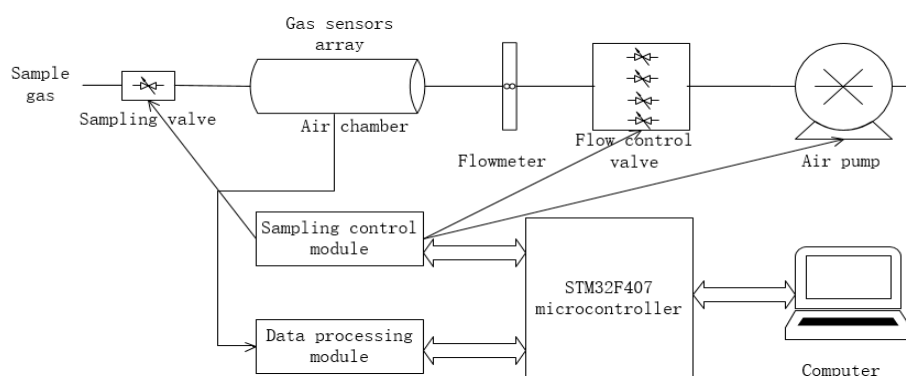 Gas sensors
array
Sample
gas
Sampling valve
Air chamber
Flowmeter
Flow control
valve
Air pump
Sampling control
module
STM32F407
microcontroller
Data processing
module
Computer